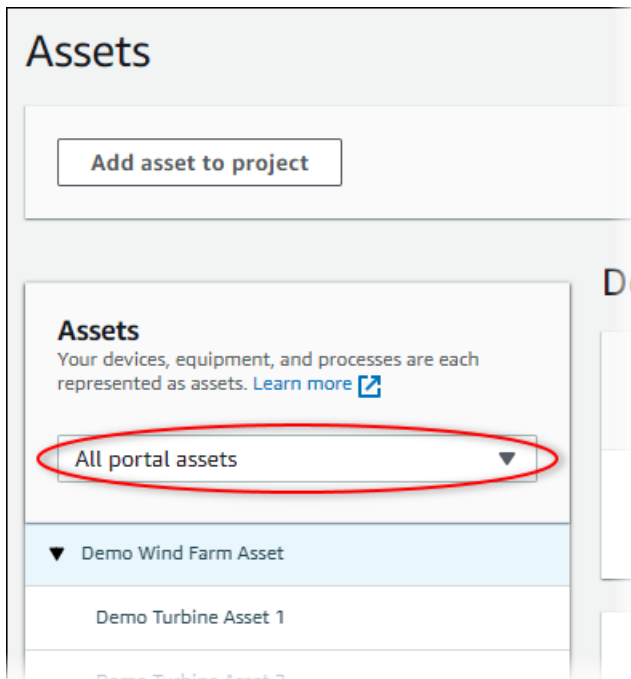 Assets
Add asset to project
Assets
Your devices, equipment, and processes are each
represented as assets. Learn more
All portal assets
Demo Wind Farm Asset
Demo Turbine Asset 1